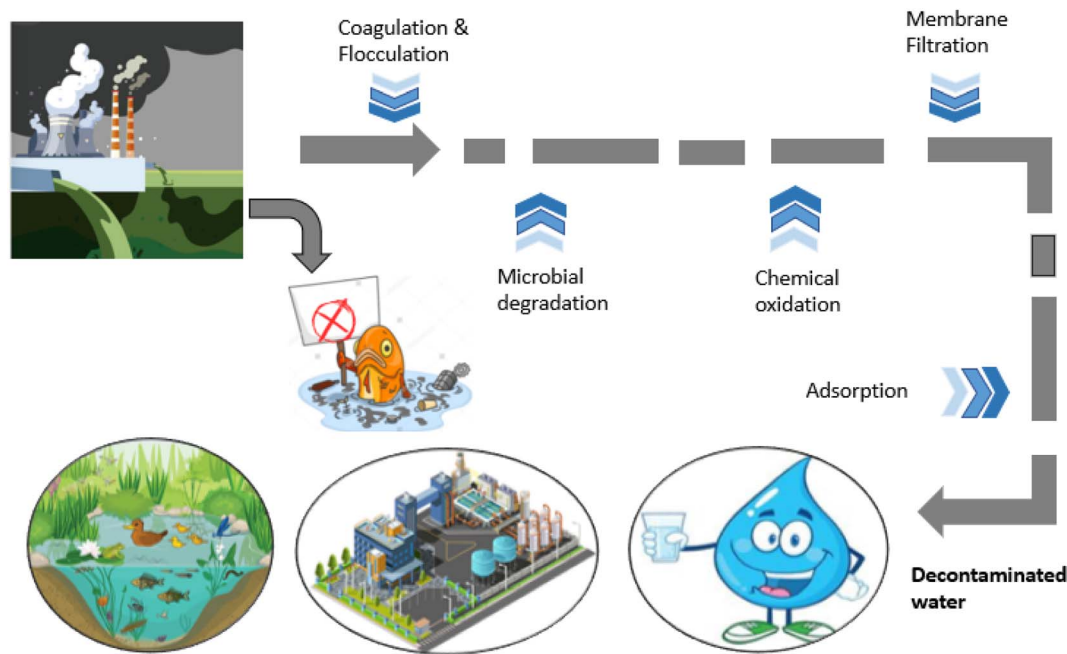 Coagulation &
Flocculation
Membrane
Filtration
Microbial
degradation
Chemical
oxidation
Adsorption
Decontaminated
water